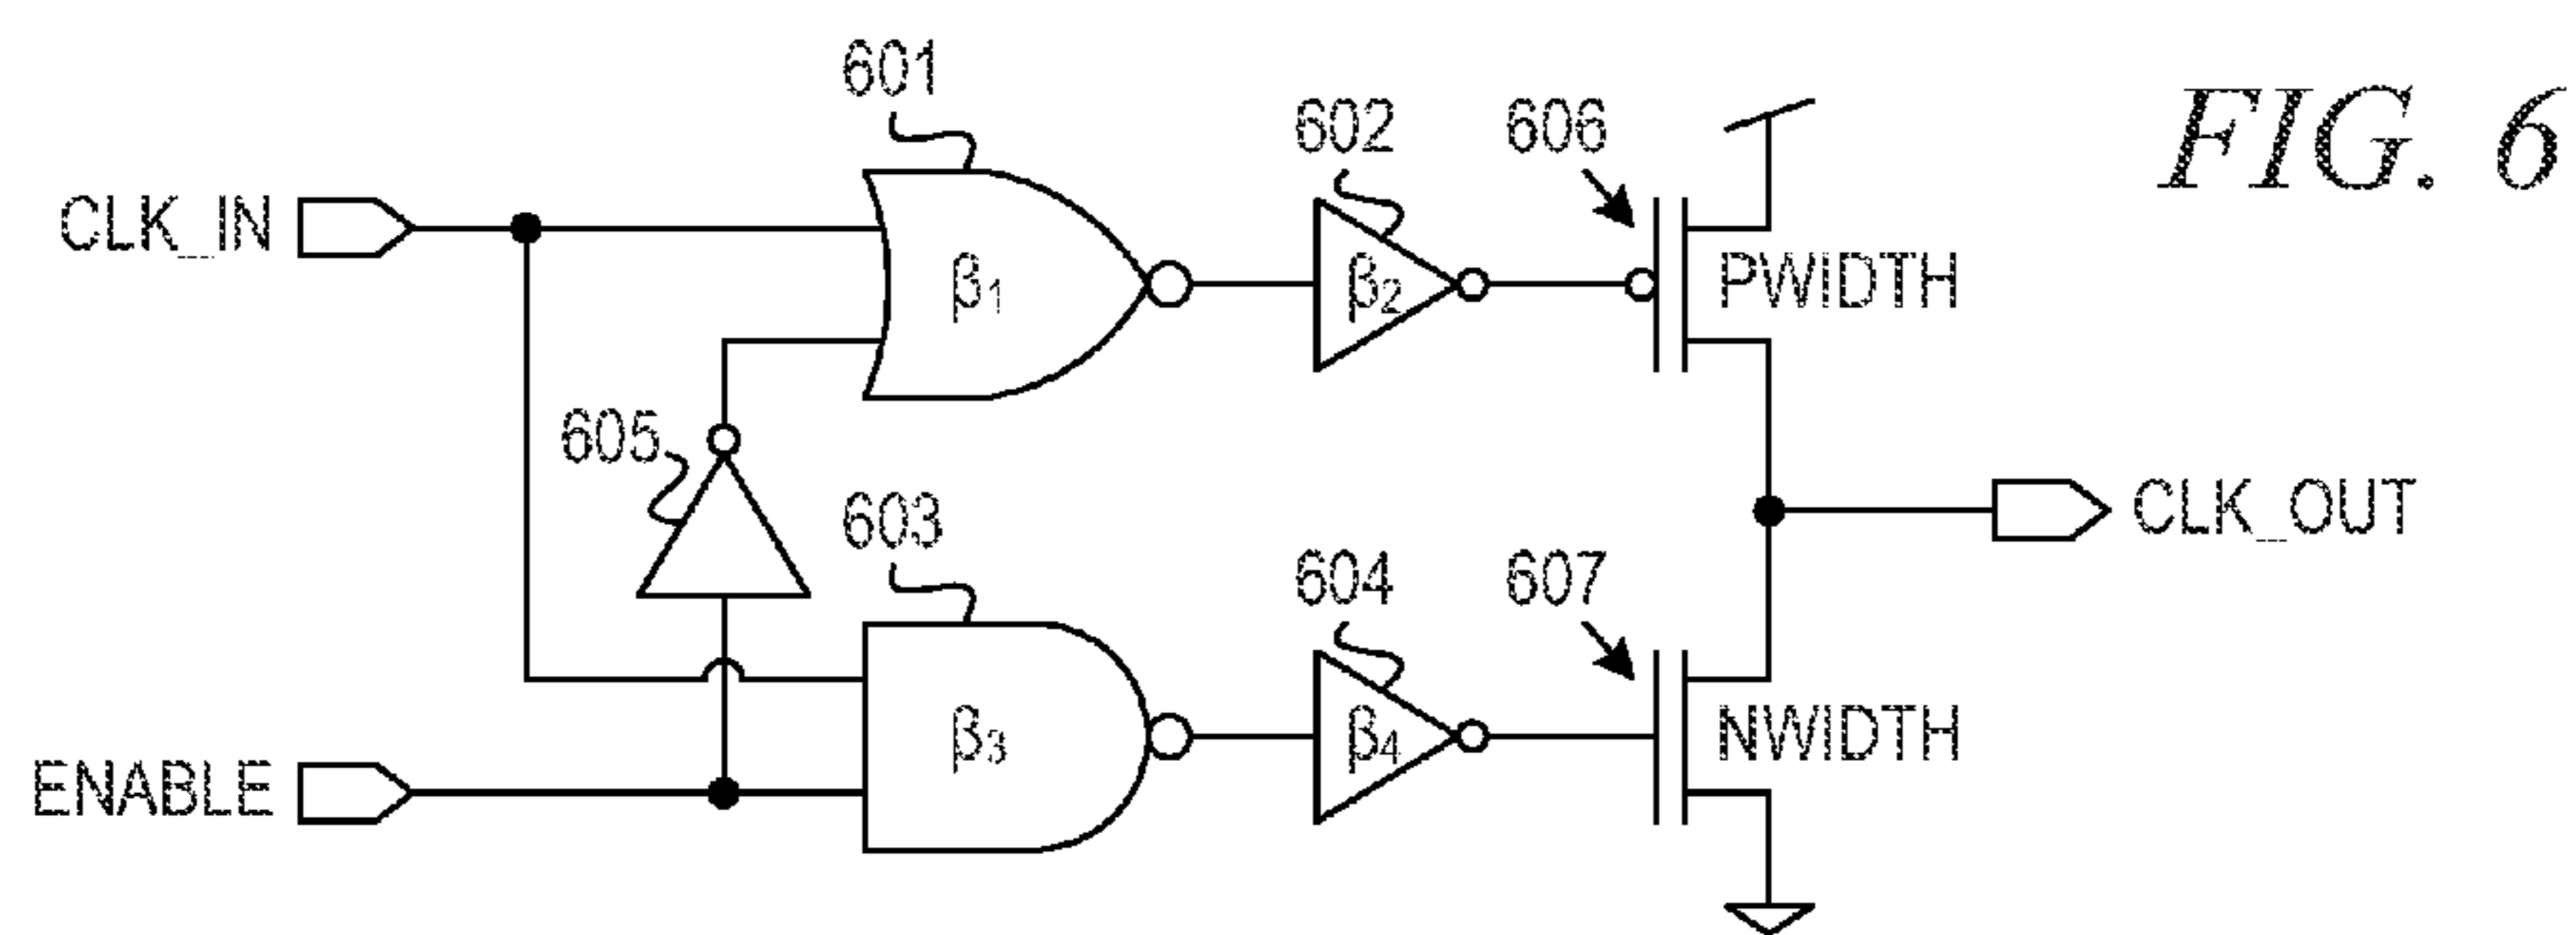 FIG. 6
601
602
606
CLK_IN
β1
β2
PWIDTH
605
603
604
607
CLK_OUT
β3
β4
NWIDTH
ENABLE